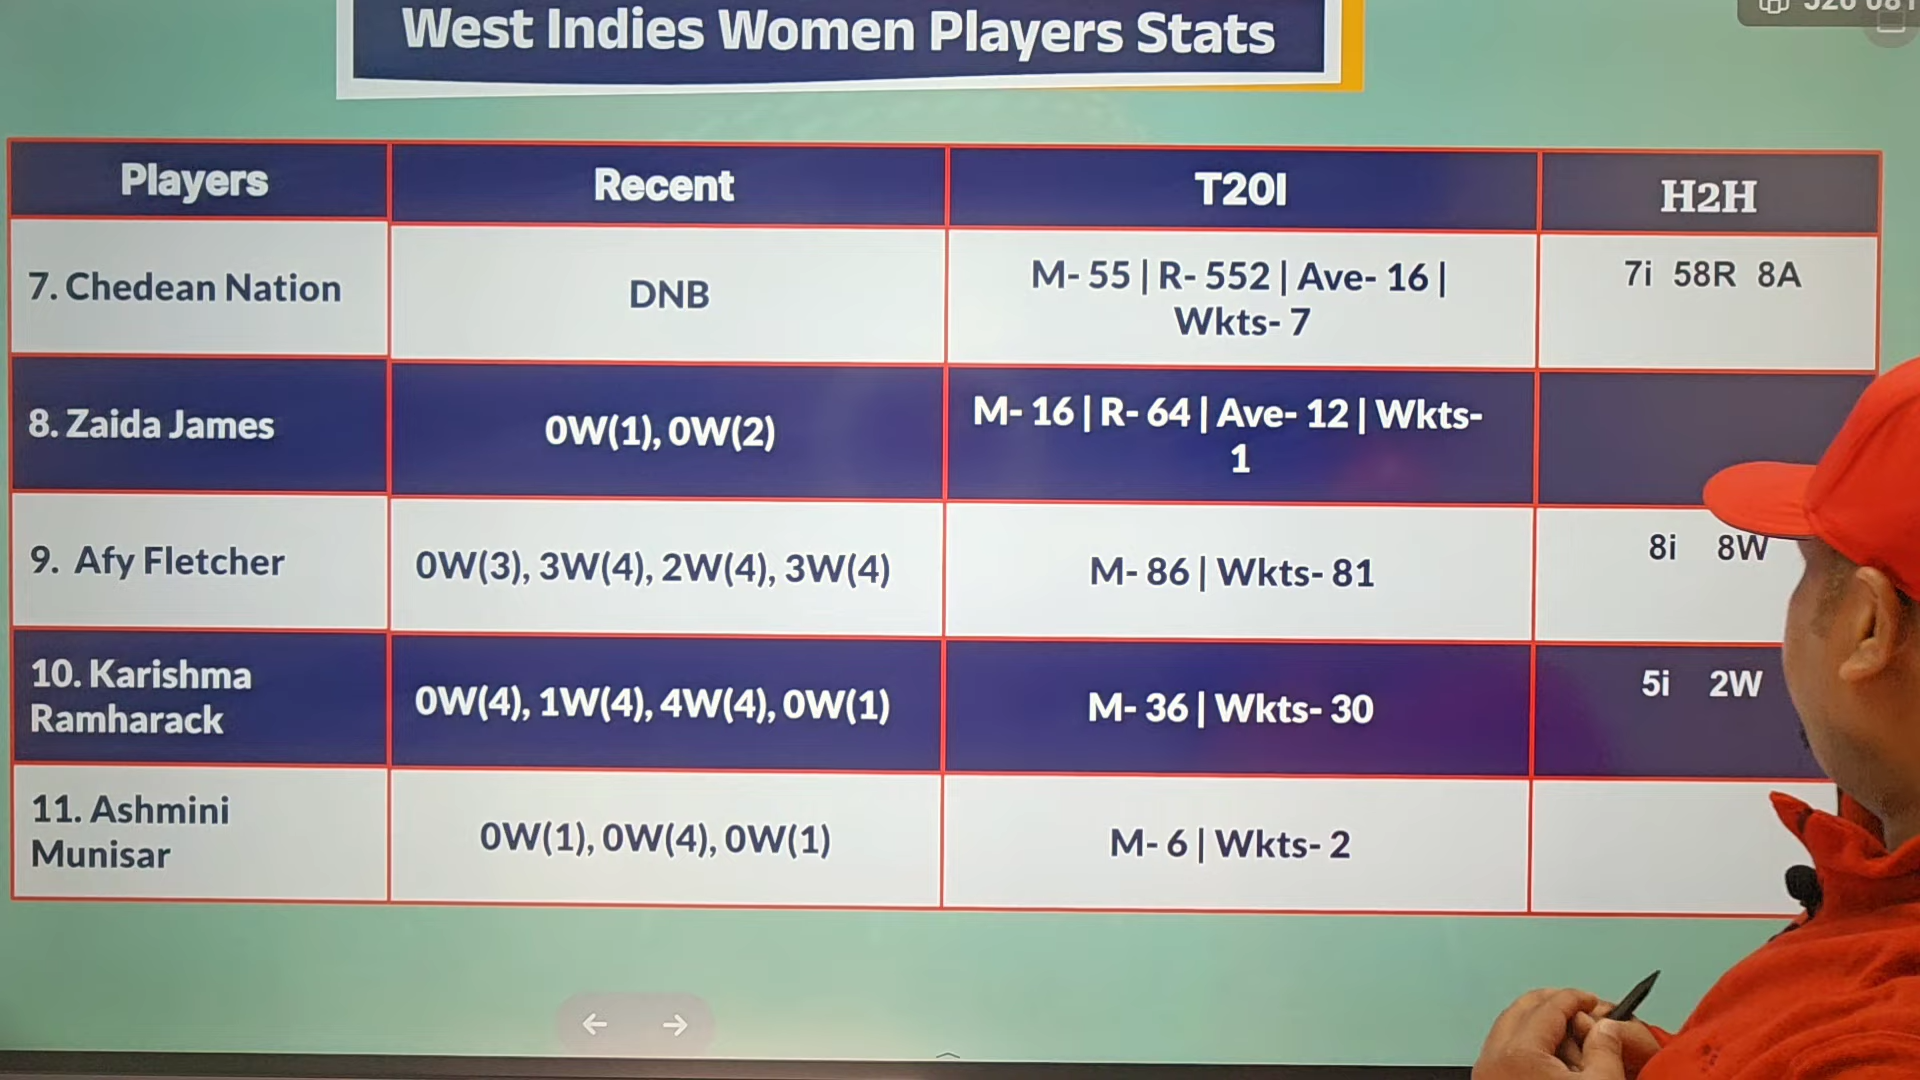 West Indies Women Players Stats
Players
Recent
T20I
H2H
7. Chedean Nation
DNB
M- 55 | R- 552 | Ave- 16 |
Wkts- 7
7i 58R 8A
8. Zaida James
0W(1), 0W(2)
M- 16 | R- 64 | Ave- 12 | Wkts-
1
9. Afy Fletcher
0W(3), 3W(4), 2W(4), 3W(4)
M- 86 | Wkts- 81
8i 8W
10. Karishma
Ramharack
0W(4), 1W(4), 4W(4), 0W(1)
M- 36 | Wkts- 30
5i 2W
11. Ashmini
Munisar
0W(1), 0W(4), 0W(1)
M- 6 | Wkts- 2